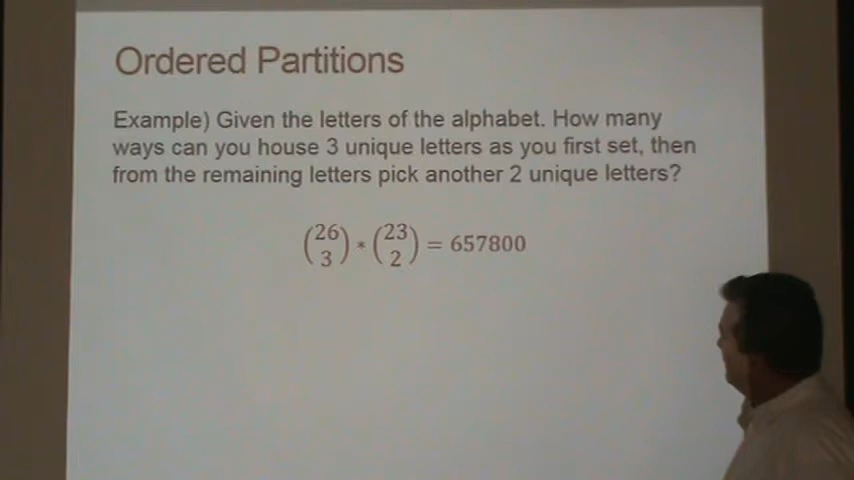 Ordered Partitions
Example) Given the letters of the alphabet. How many
ways can you house 3 unique letters as you first set, then
from the remaining letters pick another 2 unique letters?
(26 3) * (23 2) = 657800